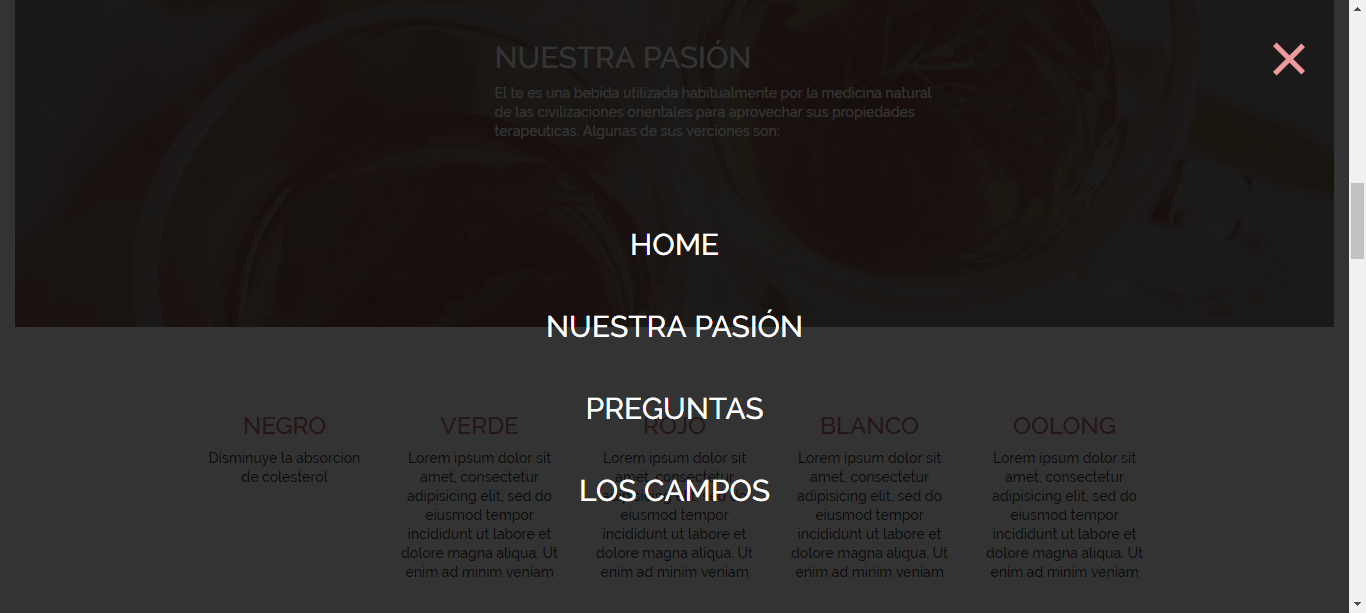 NUESTRA PASIÓN
El te es una bebida utilizada habitualmente por la medicina natural
de las civilizaciones orientales para aprovechar sus propiedades
terapeuticas. Algunas de sus verciones son:
HOME
NUESTRA PASIÓN
PREGUNTAS
LOS CAMPOS
NEGRO
Disminuye la absorcion
de colesterol
VERDE
Lorem ipsum dolor sit
amet, consectetur
adipisicing elit, sed do
eiusmod tempor
incididunt ut labore et
dolore magna aliqua. Ut
enim ad minim veniam
ROJO
Lorem ipsum dolor sit
amet, consectetur
do
eiusmod tempor
incididunt ut labore et
dolore magna aliqua. Ut
enim ad minim veniam
BLANCO
Lorem ipsum dolor sit
amet, consectetur
adipisicing elit, sed do
eiusmod tempor
incididunt ut labore et
dolore magna aliqua. Ut
enim ad minim veniam
OOLONG
Lorem ipsum dolor sit
amet, consectetur
adipisicing elit, sed do
eiusmod tempor
incididunt ut labore et
dolore magna aliqua. Ut
enim ad minim veniam